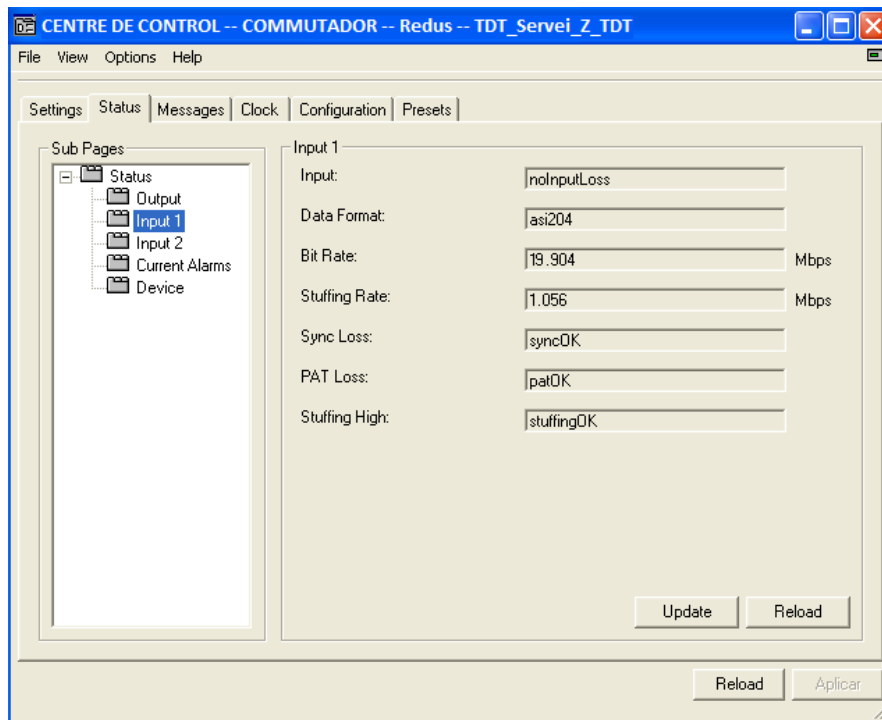 CENTRE DE CONTROL -- COMMUTADOR -- Redus -- TDT_Servei_Z_TDT
File View Options Help
Settings Status Messages Clock Configuration Presets
Sub Pages
Status
Output
Input 1
Input 2
Current Alarms
Device
Input 1
Input: noInputLoss
Data Format: asi204
Bit Rate: 19.904 Mbps
Stuffing Rate: 1.056 Mbps
Sync Loss: syncOK
PAT Loss: patOK
Stuffing High: stuffingOK
Update Reload
Reload Aplicar